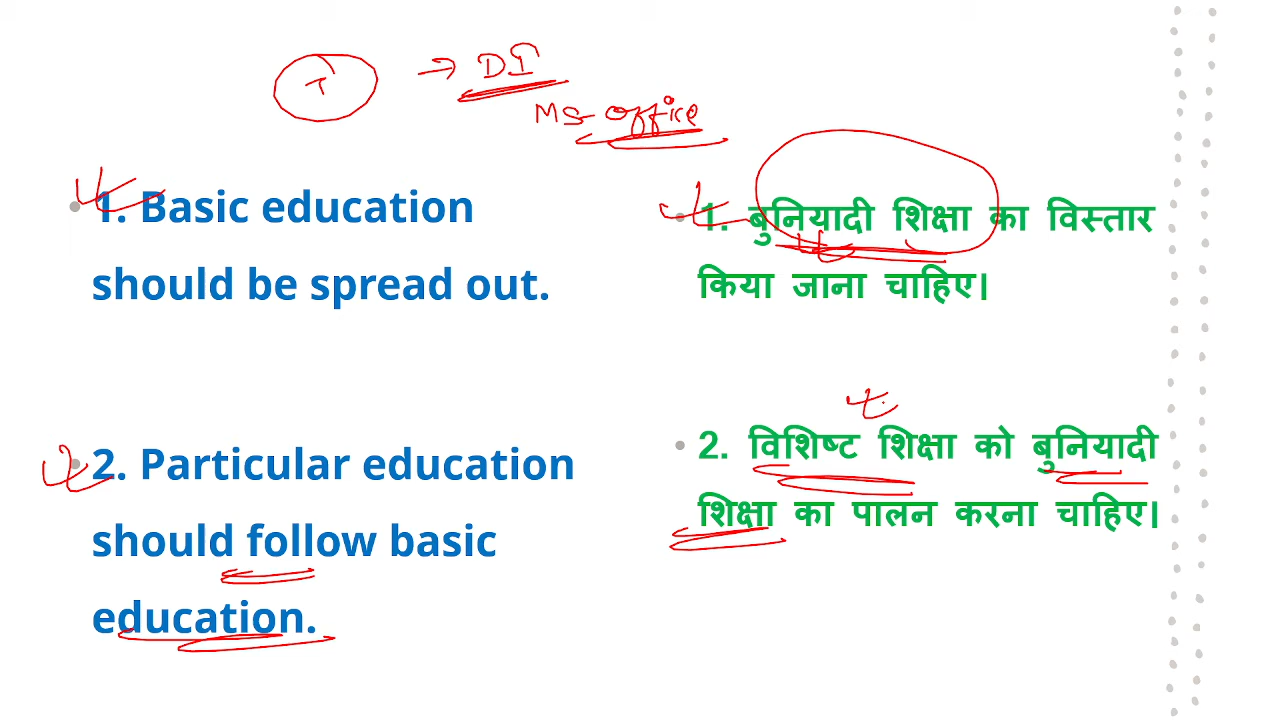 T → DI
MS-office
• 1. Basic education
should be spread out.
• 2. Particular education
should follow basic
education.
• 1. बुनियादी शिक्षा का विस्तार
किया जाना चाहिए।
• 2. विशिष्ट शिक्षा को बुनियादी
शिक्षा का पालन करना चाहिए।